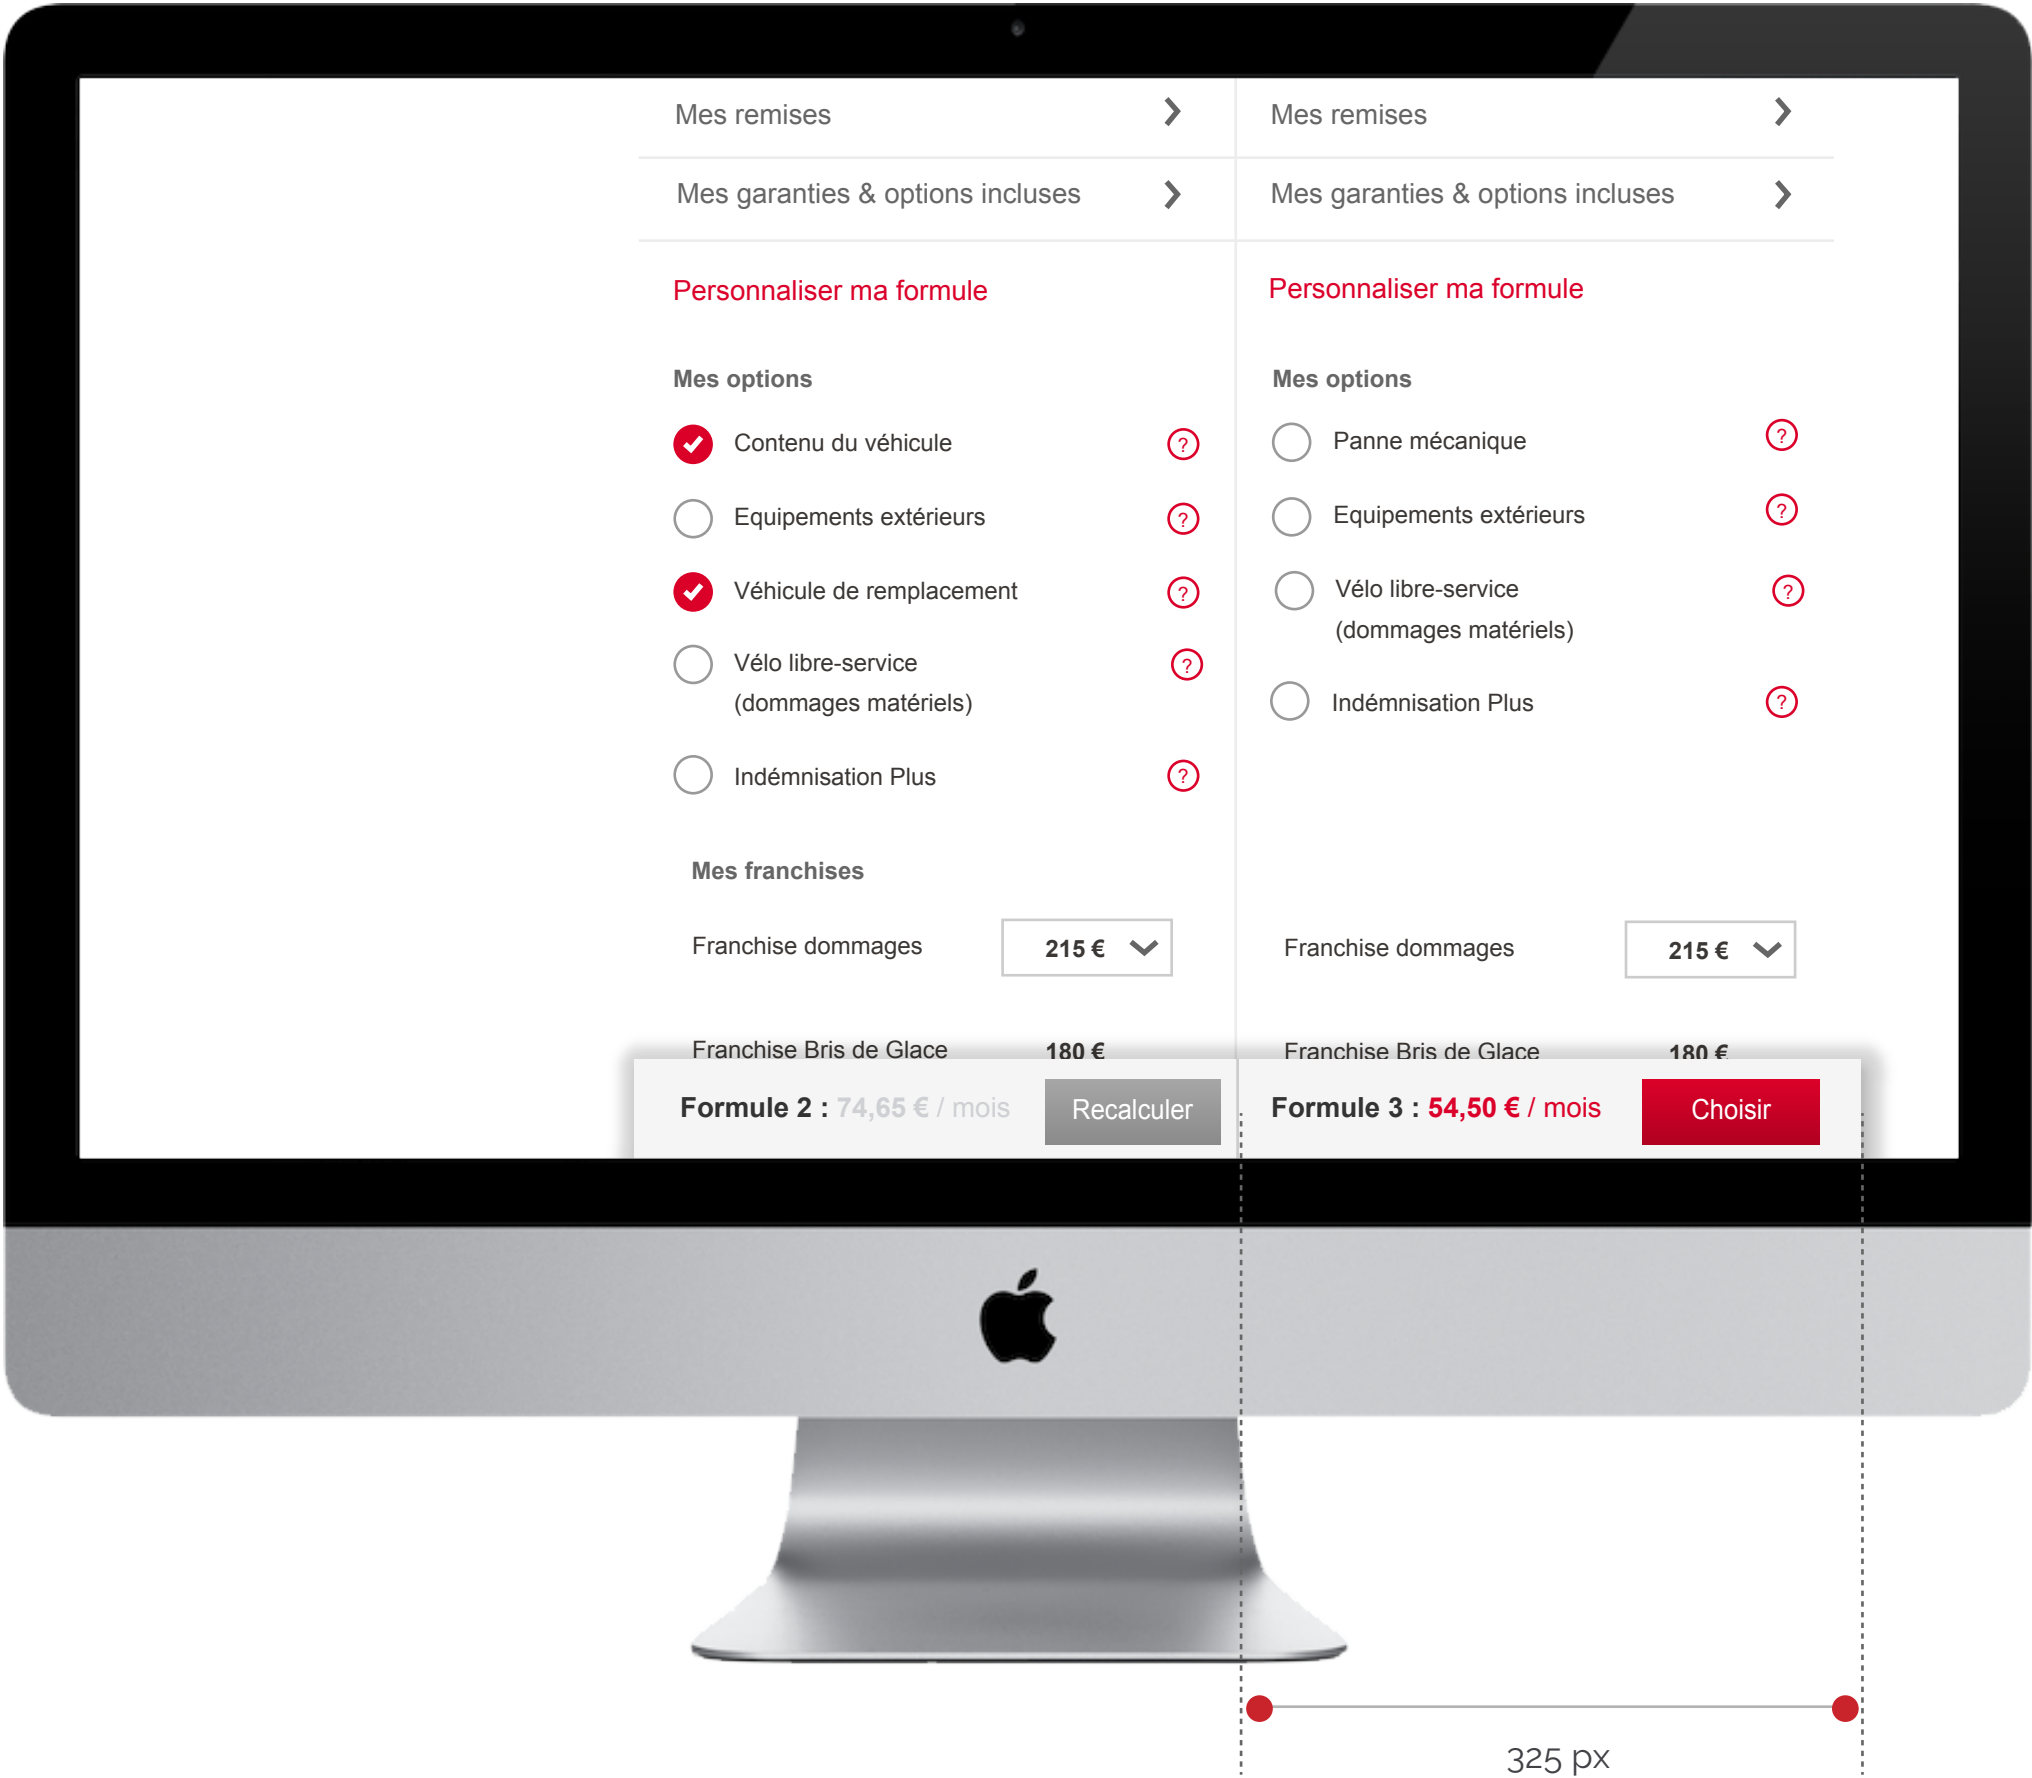 Mes remises
Mes remises
Mes garanties & options incluses
Mes garanties & options incluses
Personnaliser ma formule
Personnaliser ma formule
Mes options
Mes options
Contenu du véhicule ?
Panne mécanique ?
Equipements extérieurs ?
Equipements extérieurs ?
Véhicule de remplacement ?
Vélo libre-service ?
(dommages matériels)
Vélo libre-service ?
(dommages matériels)
Indémnisation Plus ?
Indémnisation Plus ?
Mes franchises
Franchise dommages 215 €
Franchise dommages 215 €
Franchise Bris de Glace 180 €
Franchise Bris de Glace 180 €
Formule 2 : 74,65 € / mois Recalculer
Formule 3 : 54,50 € / mois Choisir
325 px